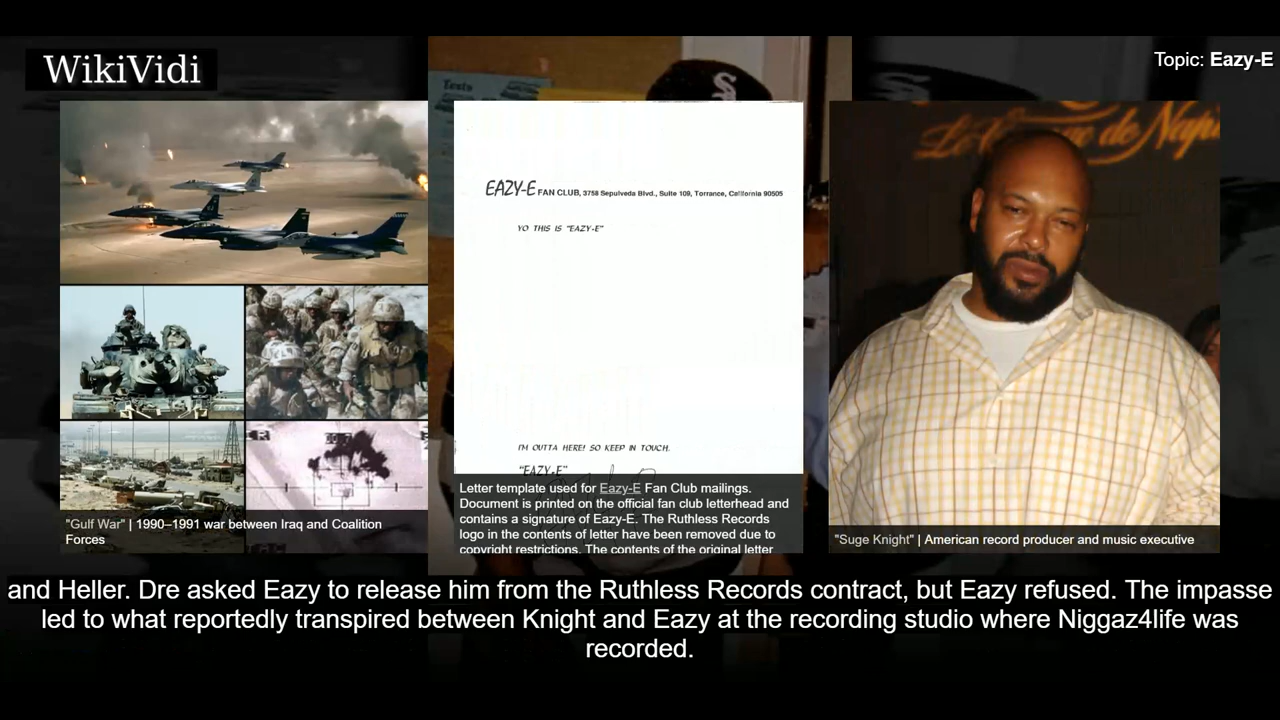 WikiVidi
Topic: Eazy-E
EAZY-E FAN CLUB, 3758 Sepulveda Blvd., Suite 109, Torrance, California 90505
YO THIS IS "EAZY-E"
I'M OUTTA HERE! SO KEEP IN TOUCH.
"EAZY-E"
Letter template used for Eazy-E Fan Club mailings.
Document is printed on the official fan club letterhead and
contains a signature of Eazy-E. The Ruthless Records
logo in the contents of letter have been removed due to
copyright restrictions. The contents of the original letter
"Gulf War" | 1990–1991 war between Iraq and Coalition
Forces
"Suge Knight" | American record producer and music executive
and Heller. Dre asked Eazy to release him from the Ruthless Records contract, but Eazy refused. The impasse
led to what reportedly transpired between Knight and Eazy at the recording studio where Niggaz4life was
recorded.